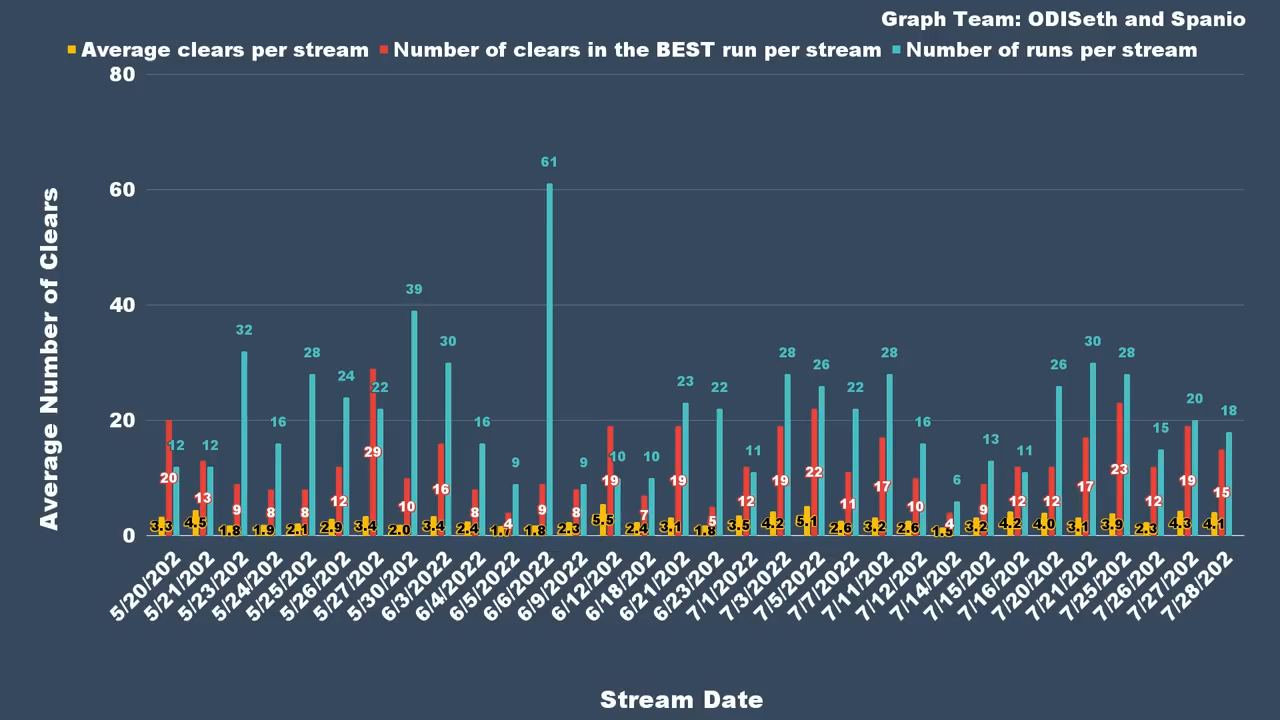 Graph Team: ODISeth and Spanio
Average clears per stream Number of clears in the BEST run per stream Number of runs per stream
80
60
40
20
0
Average Number of Clears
3.3 20 12
4.5 13 12
1.8 9 32
1.9 8 16
2.1 8 28
2.9 12 24
3.4 29 22
2.0 10 39
3.4 16 30
2.4 8 16
1.7 4 9
1.8 9 61
2.3 8 9
5.5 19 10
2.4 7 10
3.1 19 23
1.8 5 22
3.5 12 11
4.2 19 28
5.1 22 26
2.6 11 22
3.2 17 28
2.6 10 16
1.5 4 6
3.2 9 13
4.2 12 11
4.0 12 26
3.1 17 30
3.9 23 28
2.3 12 15
4.3 19 20
4.1 15 18
5/20/202
5/21/202
5/23/202
5/24/202
5/25/202
5/26/202
5/27/202
5/30/202
6/3/2022
6/4/2022
6/5/2022
6/6/2022
6/9/2022
6/12/202
6/18/202
6/21/202
6/23/202
7/1/2022
7/3/2022
7/5/2022
7/7/2022
7/11/202
7/12/202
7/14/202
7/15/202
7/16/202
7/20/202
7/21/202
7/25/202
7/26/202
7/27/202
7/28/202
Stream Date